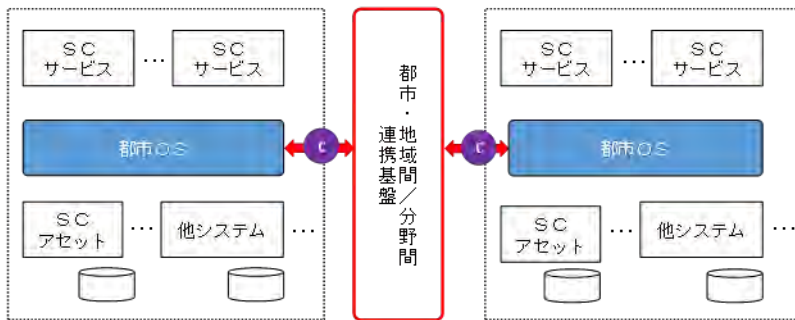 SC
サービス
…
SC
サービス
都市OS
SC
アセット
…
他システム
…
C
都市・地域間／分野間
連携基盤
C
SC
サービス
…
SC
サービス
都市OS
SC
アセット
…
他システム
…